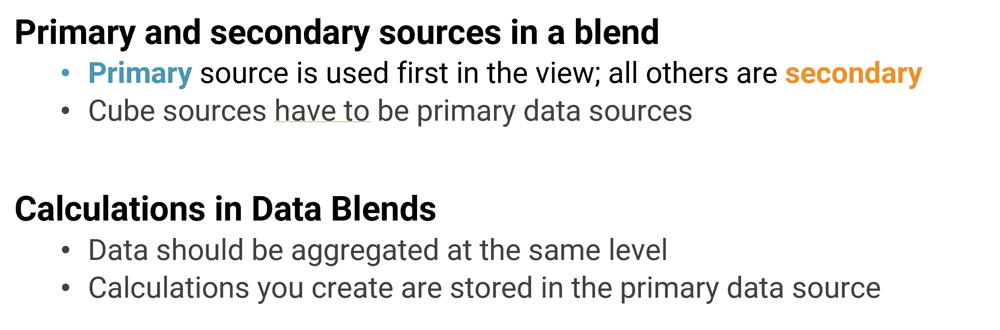 Primary and secondary sources in a blend
• Primary source is used first in the view; all others are secondary
• Cube sources have to be primary data sources
Calculations in Data Blends
• Data should be aggregated at the same level
• Calculations you create are stored in the primary data source